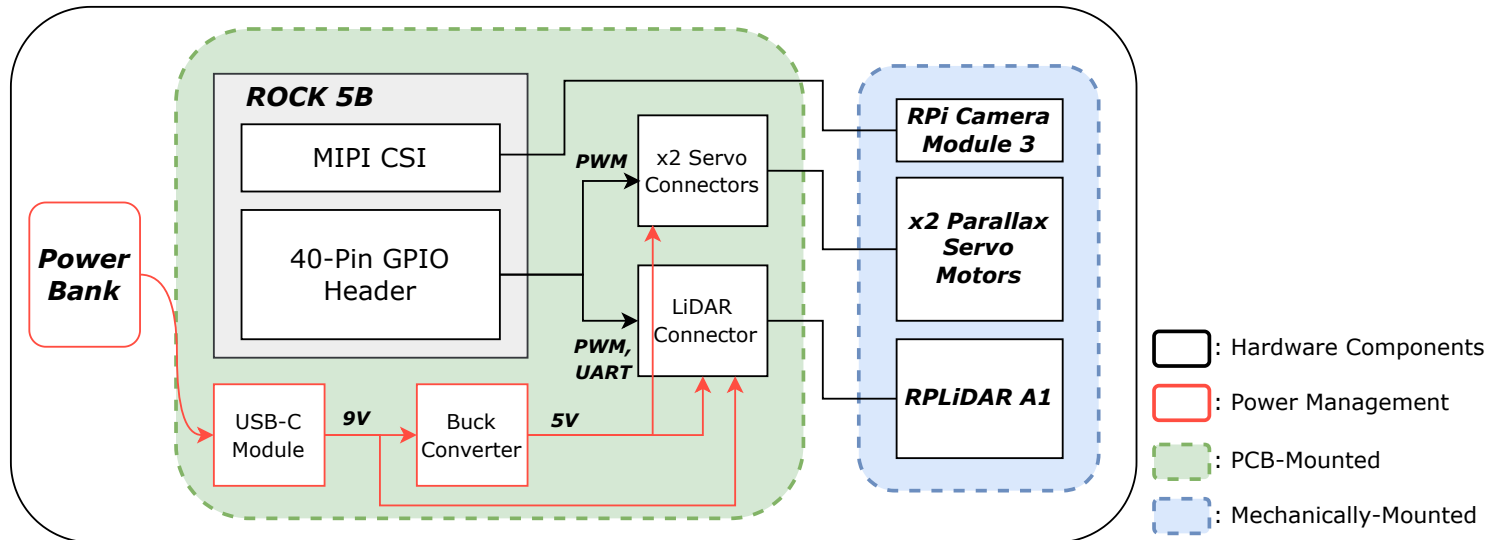 ROCK 5B
MIPI CSI
40-Pin GPIO
Header
Power
Bank
PWM
x2 Servo
Connectors
PWM,
UART
LiDAR
Connector
USB-C
Module
9V
Buck
Converter
5V
RPi Camera
Module 3
x2 Parallax
Servo
Motors
RPLiDAR A1
: Hardware Components
: Power Management
: PCB-Mounted
: Mechanically-Mounted